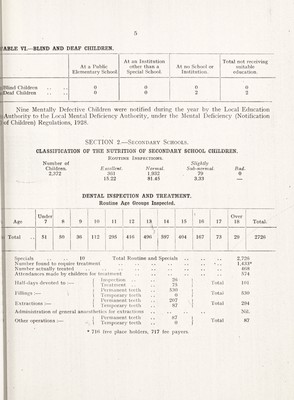 5
TABLE VI.—BLIND AND DEAF CHILDREN.
At a Public Elementary School.
At an Institution other than a Special School.
At no School or Institution.
Total not receiving suitable education.
Blind Children .. .. 0 0 0 0
Deaf Children .. .. 0 0 2 2
Nine Mentally Defective Children were notified during the year by the Local Education
Authority to the Local Mental Deficiency Authority, under the Mental Deficiency (Notification
of Children) Regulations, 1928.
SECTION 2.—SECONDARY SCHOOLS.
CLASSIFICATION OF THE NUTRITION OF SECONDARY SCHOOL CHILDREN.
ROUTINE INSPECTIONS.
Number of Children. Excellent Normal. Slightly Sub-normal Bad.
2,372 361 1,932 79 0
15.22 81.45 3.33 —
DENTAL INSPECTION AND TREATMENT.
Routine Age Groups Inspected.
Age Under 7 8 9 10 11 12 13 14 15 16 17 Over 16 Total.
Total .. 51 89 36 112 295 416 496 597 404 167 73 20 2726
Specials .. .. 10 Total Routine and Specials .. .. 2,726
Number found to require treatment .. .. 1,433*
Number actually treated .. .. 468
Attendances made by children for treatment .. .. 574
Half-days devoted to :— Inspection .. 26
Treatment .. 75 Total 101
Fillings :— Permanent teeth 330
Temporary teeth 0 Total 330
Extractions :— Permanent teeth 207
Temporary teeth 87 Total 294
Administration of general anæsthetics for extractions .. .. Nil.
Other operations :— Permanent teeth 87
Temporary teeth 0 Total 87
* 716 free place holders, 717 fee payers